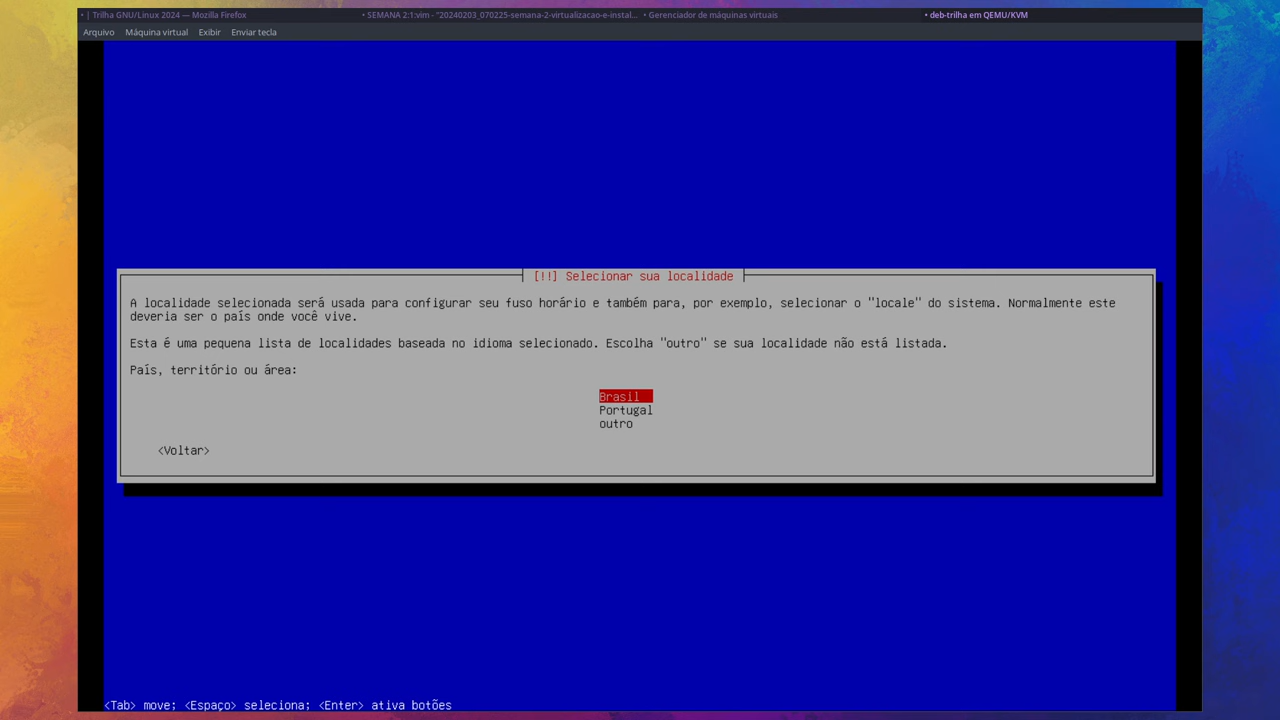 • | Trilha GNU/Linux 2024 — Mozilla Firefox
• SEMANA 2:1:vim - "20240203_070225-semana-2-virtualizacao-e-instal...
• Gerenciador de máquinas virtuais
• deb-trilha em QEMU/KVM
Arquivo Máquina virtual Exibir Enviar tecla
[!!] Selecionar sua localidade
A localidade selecionada será usada para configurar seu fuso horário e também para, por exemplo, selecionar o "locale" do sistema. Normalmente este
deveria ser o país onde você vive.
Esta é uma pequena lista de localidades baseada no idioma selecionado. Escolha "outro" se sua localidade não está listada.
País, território ou área:
Brasil
Portugal
outro
<Voltar>
<Tab> move; <Espaço> seleciona; <Enter> ativa botões